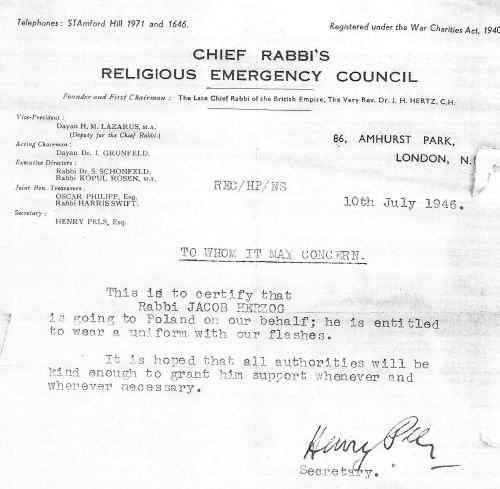 Telephones: STAmford Hill 1971 and 1646.
Registered under the War Charities Act, 1940
CHIEF RABBI'S
RELIGIOUS EMERGENCY COUNCIL
Founder and First Chairman : The Late Chief Rabbi of the British Empire, The Very Rev. Dr. J. H. HERTZ, C.H.
Vice-President :
Dayan H. M. LAZARUS, M.A.
(Deputy for the Chief Rabbi.)
Acting Chairman :
Dayan Dr. I. GRUNFELD.
Executive Directors :
Rabbi Dr. S. SCHONFELD.
Rabbi KOPUL ROSEN, M.A.
Joint Hon. Treasurers :
OSCAR PHILIPP, Esq.
Rabbi HARRIS SWIFT.
Secretary :
HENRY PELS, Esq.
86, AMHURST PARK,
LONDON, N.
REC/HP/NS
10th July 1946.
TO WHOM IT MAY CONCERN.
This is to certify that
Rabbi JACOB HERZOG
is going to Poland on our behalf; he is entitled
to wear a uniform with our flashes.
It is hoped that all authorities will be
kind enough to grant him support whenever and
wherever necessary.
Henry Pels
Secretary.